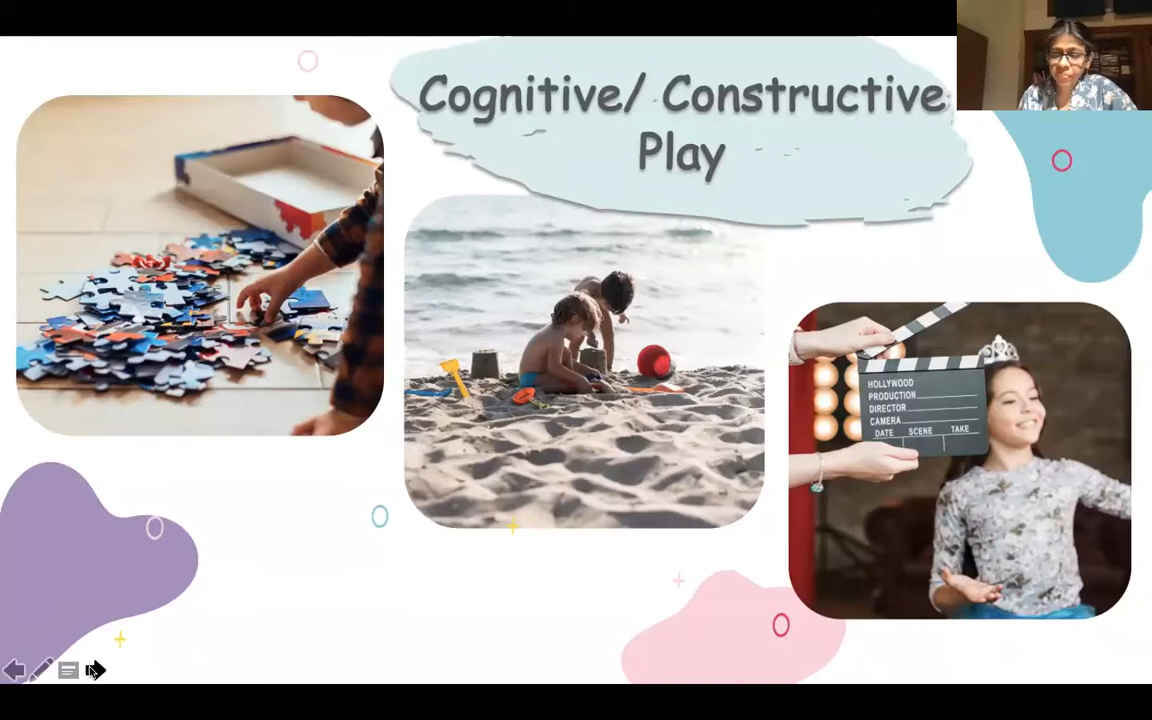 Cognitive/ Constructive
Play
HOLLYWOOD
PRODUCTION
DIRECTOR
CAMERA
DATE SCENE TAKE